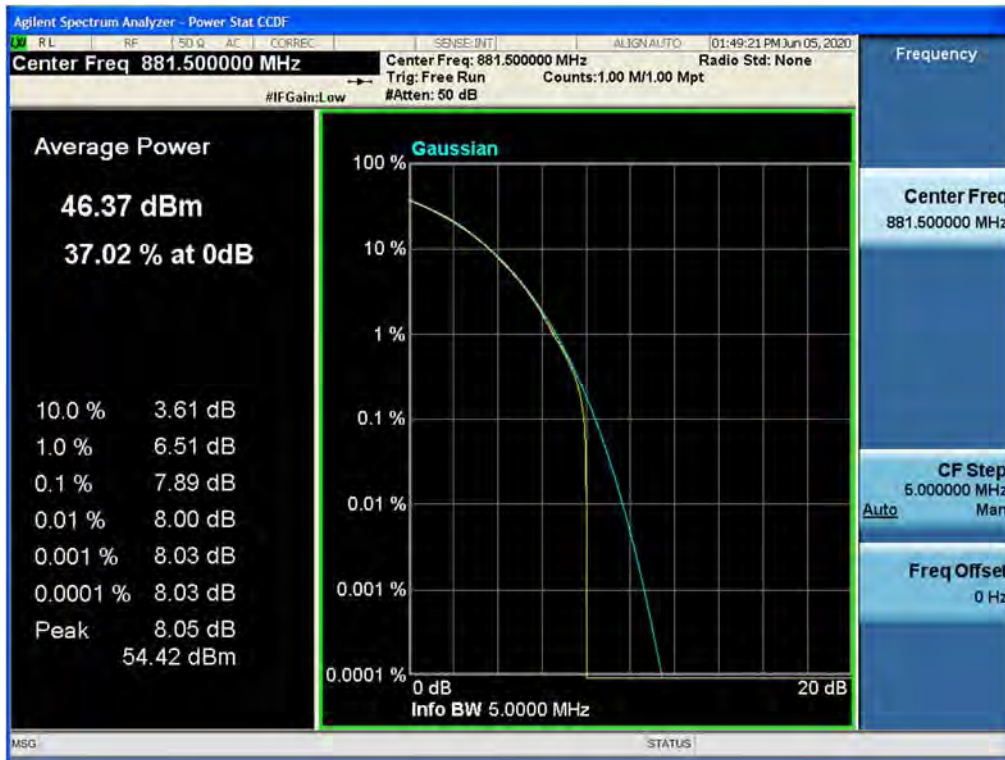 Agilent Spectrum Analyzer - Power Stat CCDF
LXI RL RF 50 Ω AC CORREC SENSE:INT ALIGNAUTO 01:49:21 PM Jun 05, 2020
Center Freq 881.500000 MHz
Center Freq: 881.500000 MHz Radio Std: None
Trig: Free Run Counts:1.00 M/1.00 Mpt
#IFGain:Low #Atten: 50 dB
Average Power
46.37 dBm
37.02 % at 0dB
10.0 % 3.61 dB
1.0 % 6.51 dB
0.1 % 7.89 dB
0.01 % 8.00 dB
0.001 % 8.03 dB
0.0001 % 8.03 dB
Peak 8.05 dB
54.42 dBm
Gaussian
100 %
10 %
1 %
0.1 %
0.01 %
0.001 %
0.0001 %
0 dB 20 dB
Info BW 5.0000 MHz
Frequency
Center Freq
881.500000 MHz
CF Step
5.000000 MHz
Auto Man
Freq Offset
0 Hz
MSG STATUS